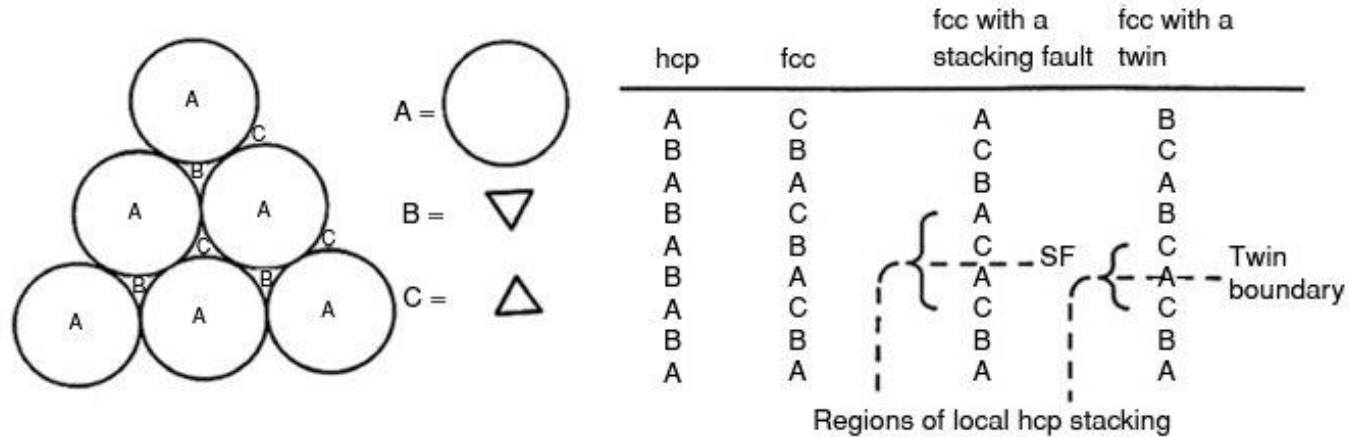 A
C
B
A
A
C
C
B
B
A
A
A
A =
B =
C =
fcc with a
stacking fault
fcc with a
twin
hcp
fcc
A C A B
B B C C
A A B A
B C A B
A B C C
SF
B A A A
Twin
boundary
A C C C
B B B B
A A A A
Regions of local hcp stacking